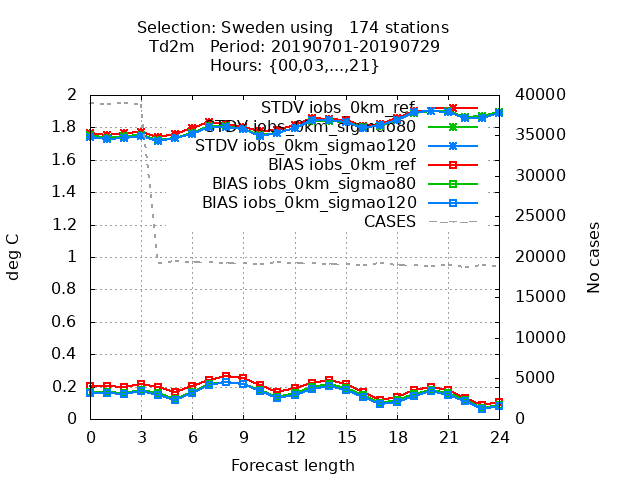 Selection: Sweden using   174 stations
Td2m   Period: 20190701-20190729
Hours: {00,03,...,21}
STDV iobs_0km_ref
STDV iobs_0km_sigmao80
STDV iobs_0km_sigmao120
BIAS iobs_0km_ref
BIAS iobs_0km_sigmao80
BIAS iobs_0km_sigmao120
CASES
deg C
2
1.8
1.6
1.4
1.2
1
0.8
0.6
0.4
0.2
0
No cases
40000
35000
30000
25000
20000
15000
10000
5000
0
0 3 6 9 12 15 18 21 24
Forecast length